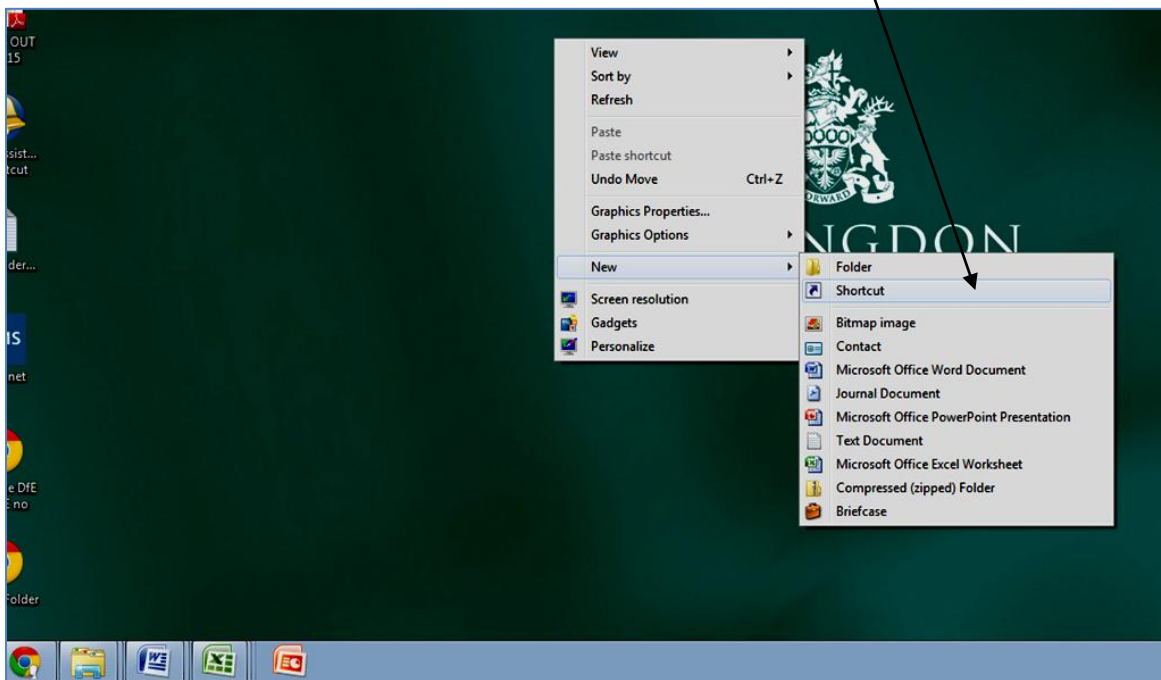 OUT
15
sist...
tcut
der...
IS
net
e DfE
E no
Folder
View
Sort by
Refresh
Paste
Paste shortcut
Undo Move Ctrl+Z
Graphics Properties...
Graphics Options
New
Screen resolution
Gadgets
Personalize
FORWARD
NGDON
Folder
Shortcut
Bitmap image
Contact
Microsoft Office Word Document
Journal Document
Microsoft Office PowerPoint Presentation
Text Document
Microsoft Office Excel Worksheet
Compressed (zipped) Folder
Briefcase